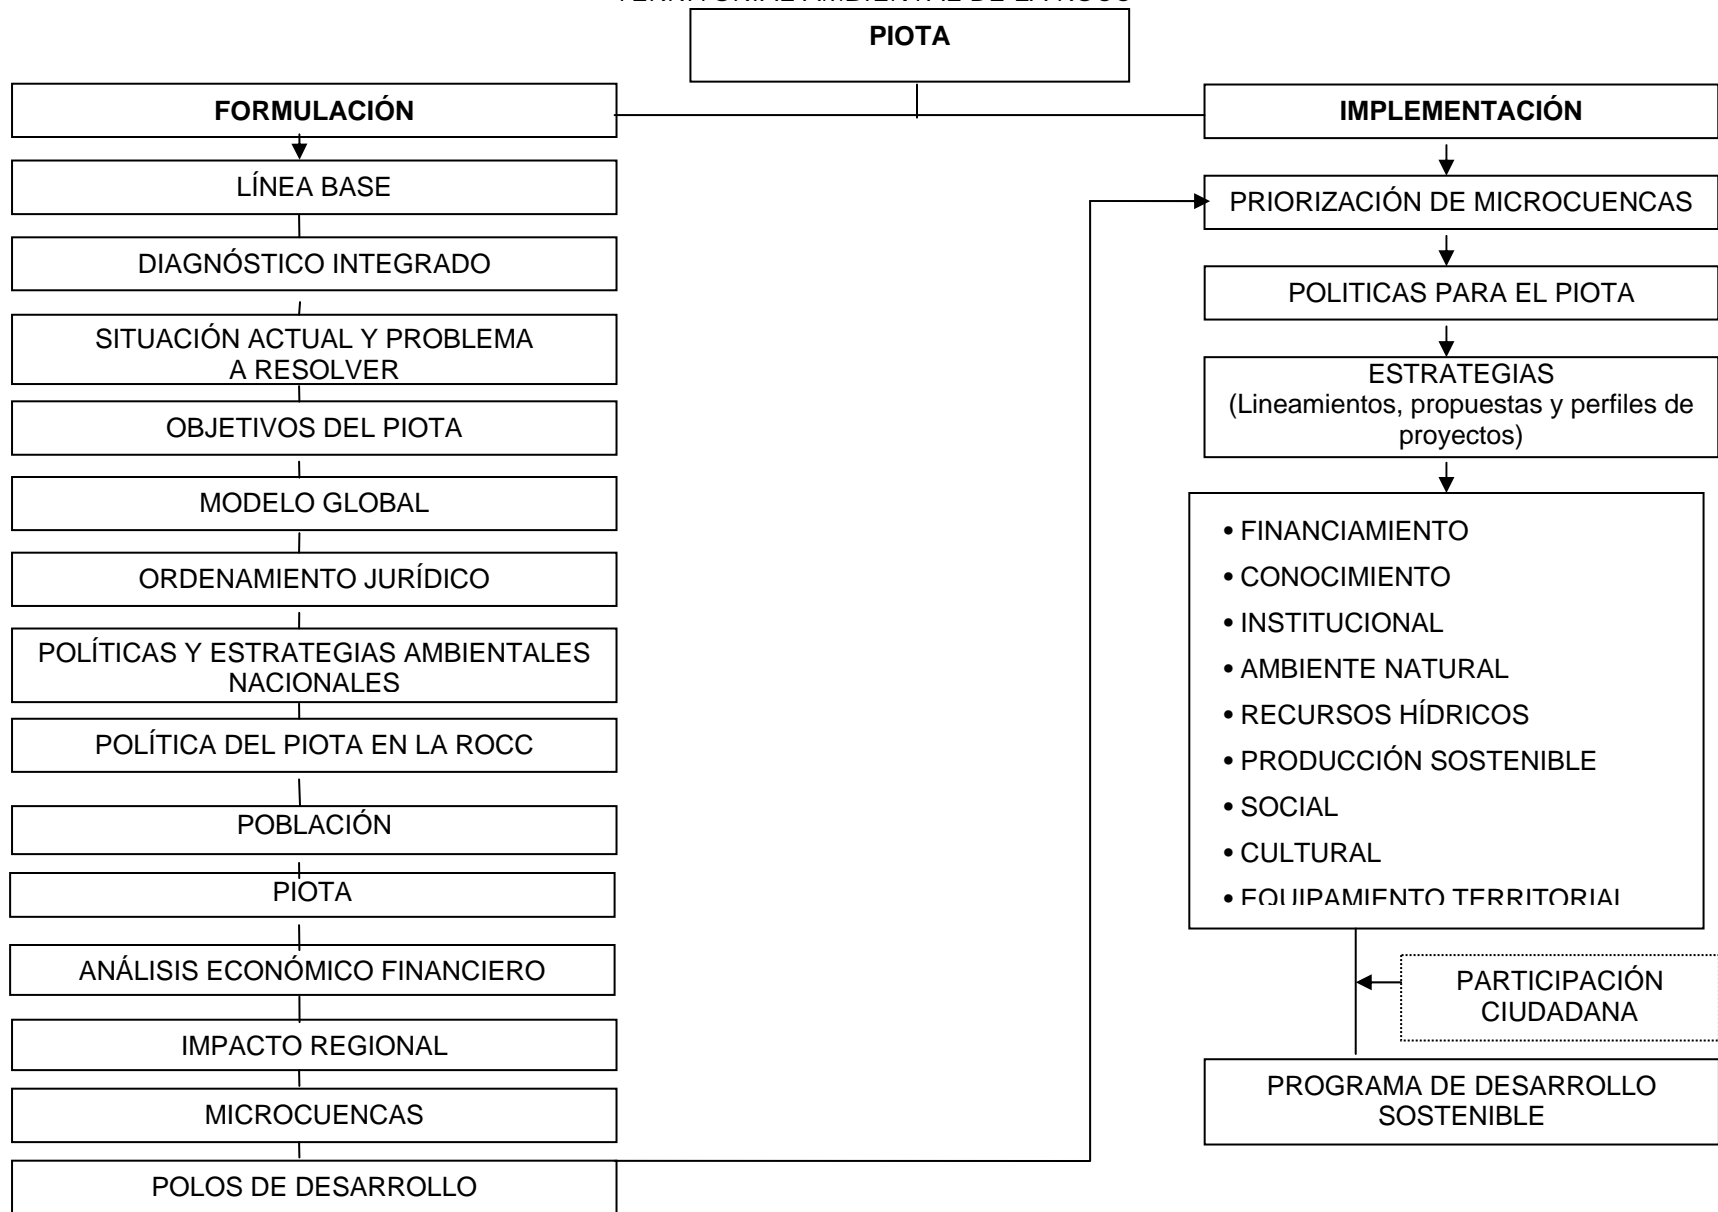 PIOTA
FORMULACIÓN
LÍNEA BASE
DIAGNÓSTICO INTEGRADO
SITUACIÓN ACTUAL Y PROBLEMA
A RESOLVER
OBJETIVOS DEL PIOTA
MODELO GLOBAL
ORDENAMIENTO JURÍDICO
POLÍTICAS Y ESTRATEGIAS AMBIENTALES
NACIONALES
POLÍTICA DEL PIOTA EN LA ROCC
POBLACIÓN
PIOTA
ANÁLISIS ECONÓMICO FINANCIERO
IMPACTO REGIONAL
MICROCUENCAS
POLOS DE DESARROLLO
IMPLEMENTACIÓN
PRIORIZACIÓN DE MICROCUENCAS
POLITICAS PARA EL PIOTA
ESTRATEGIAS
(Lineamientos, propuestas y perfiles de
proyectos)
• FINANCIAMIENTO
• CONOCIMIENTO
• INSTITUCIONAL
• AMBIENTE NATURAL
• RECURSOS HÍDRICOS
• PRODUCCIÓN SOSTENIBLE
• SOCIAL
• CULTURAL
• EQUIPAMIENTO TERRITORIAL
PARTICIPACIÓN
CIUDADANA
PROGRAMA DE DESARROLLO
SOSTENIBLE